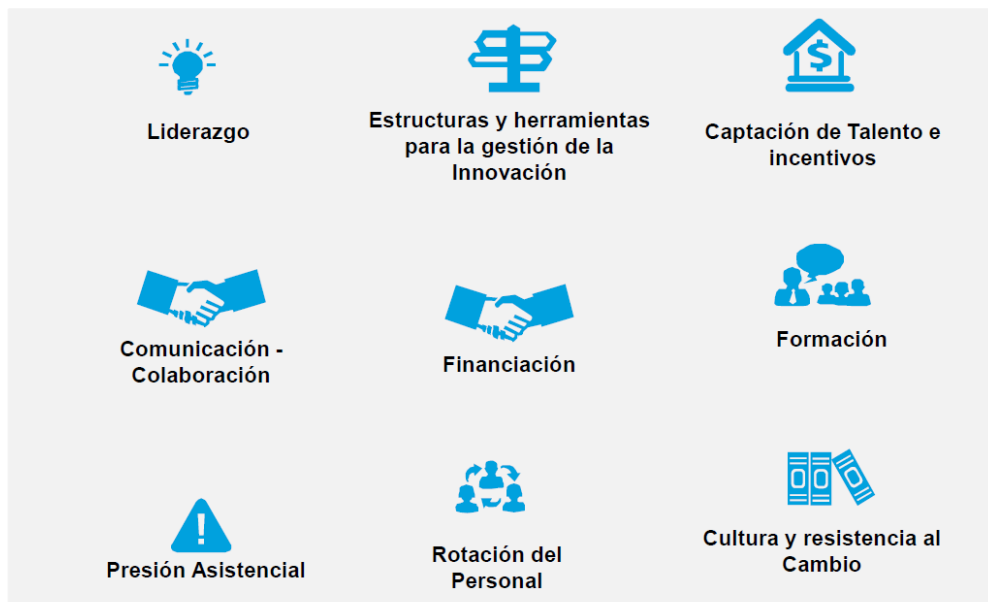 Liderazgo
Estructuras y herramientas
para la gestión de la
Innovación
Captación de Talento e
incentivos
Comunicación -
Colaboración
Financiación
Formación
Presión Asistencial
Rotación del
Personal
Cultura y resistencia al
Cambio